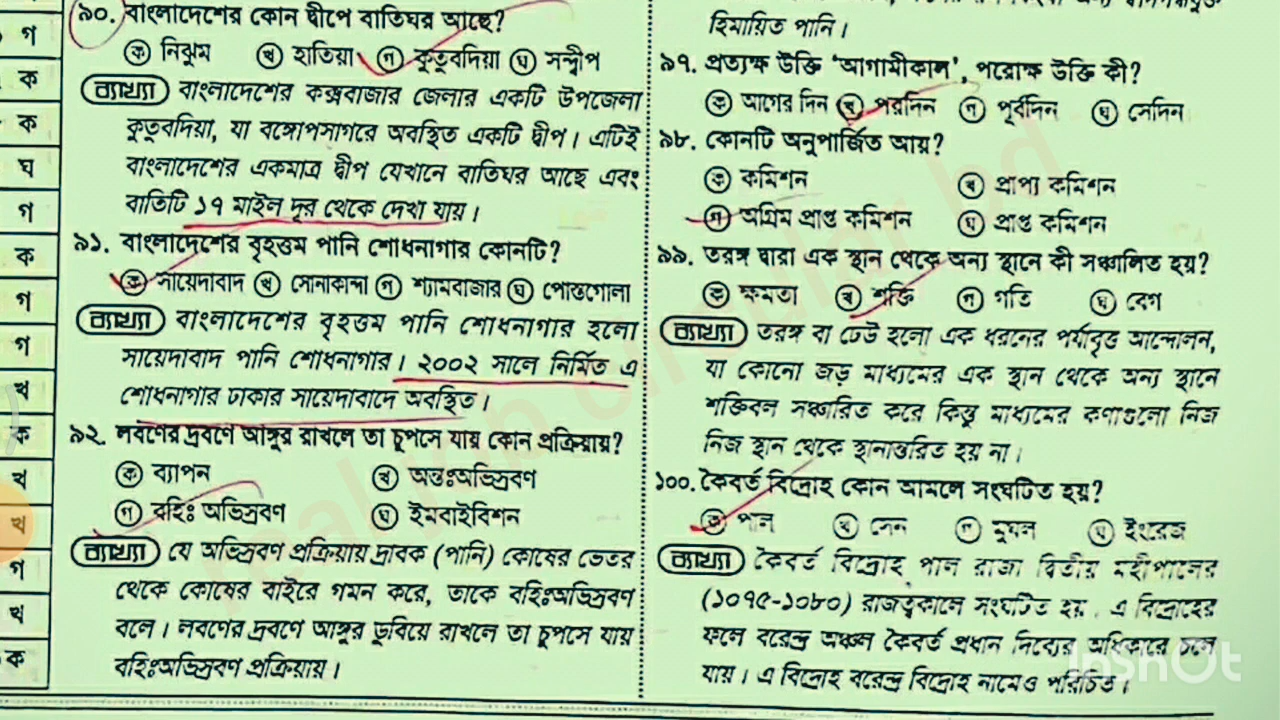 গ
ক
ক
ঘ
গ
ক
গ
গ
খ
ক
খ
খ
গ
খ
ক
৯০. বাংলাদেশের কোন দ্বীপে বাতিঘর আছে?
ক নিঝুম খ হাতিয়া গ কুতুবদিয়া ঘ সন্দ্বীপ
ব্যাখ্যা বাংলাদেশের কক্সবাজার জেলার একটি উপজেলা
কুতুবদিয়া, যা বঙ্গোপসাগরে অবস্থিত একটি দ্বীপ। এটিই
বাংলাদেশের একমাত্র দ্বীপ যেখানে বাতিঘর আছে এবং
বাতিটি ১৭ মাইল দূর থেকে দেখা যায়।
৯১. বাংলাদেশের বৃহত্তম পানি শোধনাগার কোনটি?
ক সায়েদাবাদ খ সোনাকান্দা গ শ্যামবাজার ঘ পোস্তগোলা
ব্যাখ্যা বাংলাদেশের বৃহত্তম পানি শোধনাগার হলো
সায়েদাবাদ পানি শোধনাগার। ২০০২ সালে নির্মিত এ
শোধনাগার ঢাকার সায়েদাবাদে অবস্থিত।
৯২. লবণের দ্রবণে আঙ্গুর রাখলে তা চুপসে যায় কোন প্রক্রিয়ায়?
ক ব্যাপন খ অন্তঃঅভিস্রবণ
গ বহিঃ অভিস্রবণ ঘ ইমবাইবিশন
ব্যাখ্যা যে অভিস্রবণ প্রক্রিয়ায় দ্রাবক (পানি) কোষের ভেতর
থেকে কোষের বাইরে গমন করে, তাকে বহিঃঅভিস্রবণ
বলে। লবণের দ্রবণে আঙ্গুর ডুবিয়ে রাখলে তা চুপসে যায়
বহিঃঅভিস্রবণ প্রক্রিয়ায়।
হিমায়িত পানি।
৯৭. প্রত্যক্ষ উক্তি 'আগামীকাল', পরোক্ষ উক্তি কী?
ক আগের দিন খ পরদিন গ পূর্বদিন ঘ সেদিন
৯৮. কোনটি অনুপার্জিত আয়?
ক কমিশন খ প্রাপ্য কমিশন
গ অগ্রিম প্রাপ্ত কমিশন ঘ প্রাপ্ত কমিশন
৯৯. তরঙ্গ দ্বারা এক স্থান থেকে অন্য স্থানে কী সঞ্চালিত হয়?
ক ক্ষমতা খ শক্তি গ গতি ঘ বেগ
ব্যাখ্যা তরঙ্গ বা ঢেউ হলো এক ধরনের পর্যাবৃত্ত আন্দোলন,
যা কোনো জড় মাধ্যমের এক স্থান থেকে অন্য স্থানে
শক্তিবল সঞ্চারিত করে কিন্তু মাধ্যমের কণাগুলো নিজ
নিজ স্থান থেকে স্থানান্তরিত হয় না।
১০০. কৈবর্ত বিদ্রোহ কোন আমলে সংঘটিত হয়?
ক পাল খ সেন গ মুঘল ঘ ইংরেজ
ব্যাখ্যা কৈবর্ত বিদ্রোহ পাল রাজা দ্বিতীয় মহীপালের
(১০৭৫-১০৮০) রাজত্বকালে সংঘটিত হয়। এ বিদ্রোহের
ফলে বরেন্দ্র অঞ্চল কৈবর্ত প্রধান দিব্যের অধিকারে চলে
যায়। এ বিদ্রোহ বরেন্দ্র বিদ্রোহ নামেও পরিচিত।
InShOt